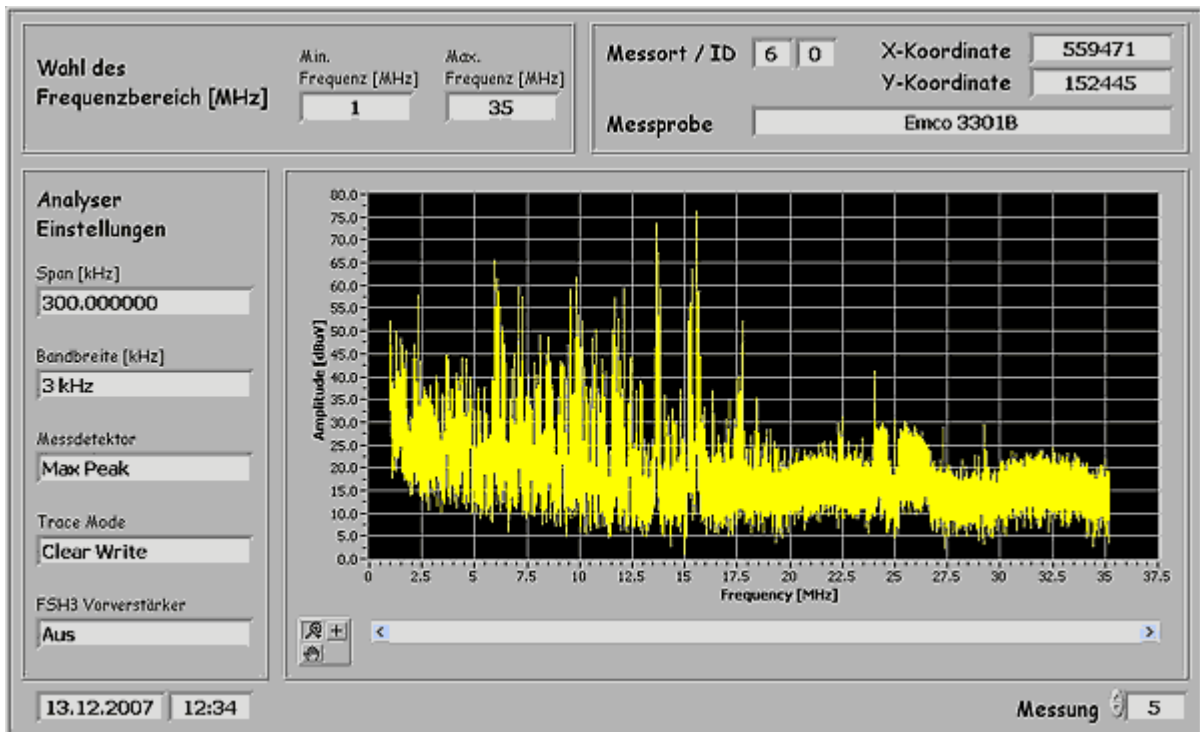 Wahl des
Frequenzbereich [MHz]
Min.
Frequenz [MHz]
1
Max.
Frequenz [MHz]
35
Messort / ID 6 0
X-Koordinate 559471
Y-Koordinate 152445
Messprobe Emco 3301B
Analyser
Einstellungen
Span [kHz]
300.000000
Bandbreite [kHz]
3 kHz
Messdetektor
Max Peak
Trace Mode
Clear Write
FSH3 Vorverstärker
Aus
Amplitude [dBuV]
80.0
75.0
70.0
65.0
60.0
55.0
50.0
45.0
40.0
35.0
30.0
25.0
20.0
15.0
10.0
5.0
0.0
0 2.5 5 7.5 10 12.5 15 17.5 20 22.5 25 27.5 30 32.5 35 37.5
Frequency [MHz]
13.12.2007 12:34
Messung 5